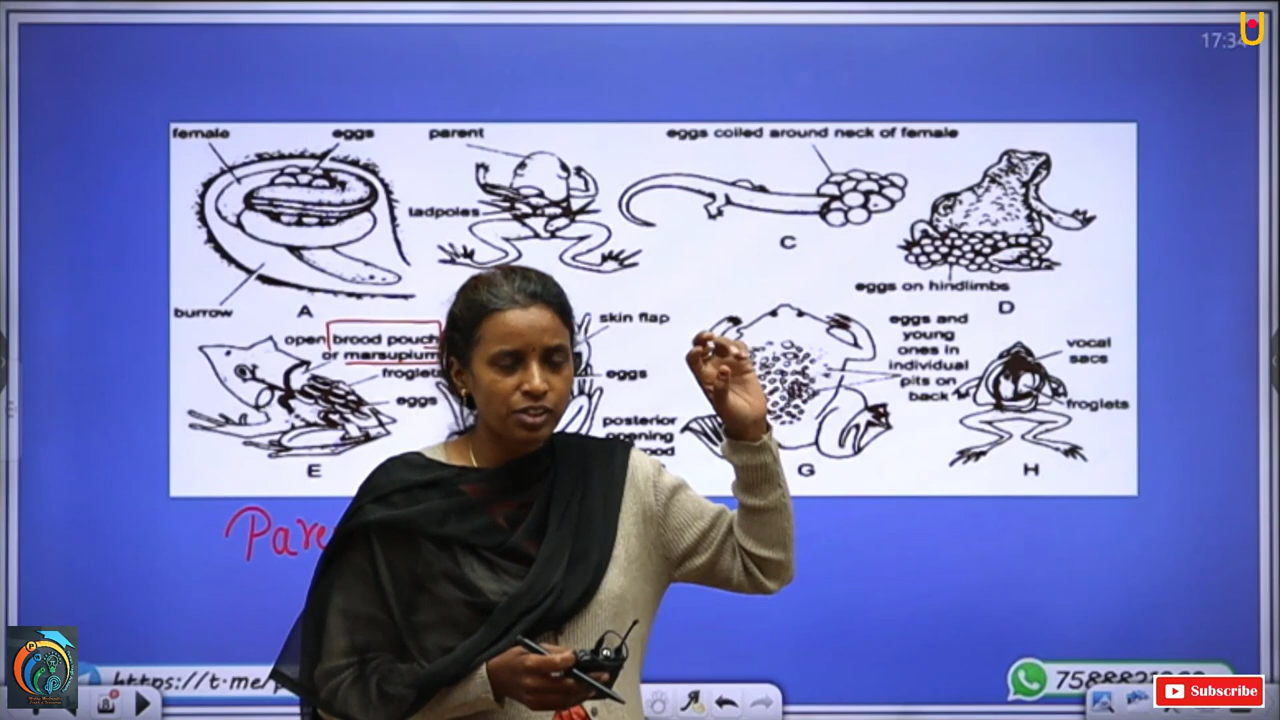 17:34
female eggs parent eggs coiled around neck of female
tadpoles
C
eggs on hindlimbs
burrow A D
open brood pouch
or marsupium
froglets
eggs
E
skin flap
eggs
posterior
opening
eggs and
young
ones in
individual
pits on
back
G
vocal
sacs
froglets
H
Pare
https://t.me/
Subscribe